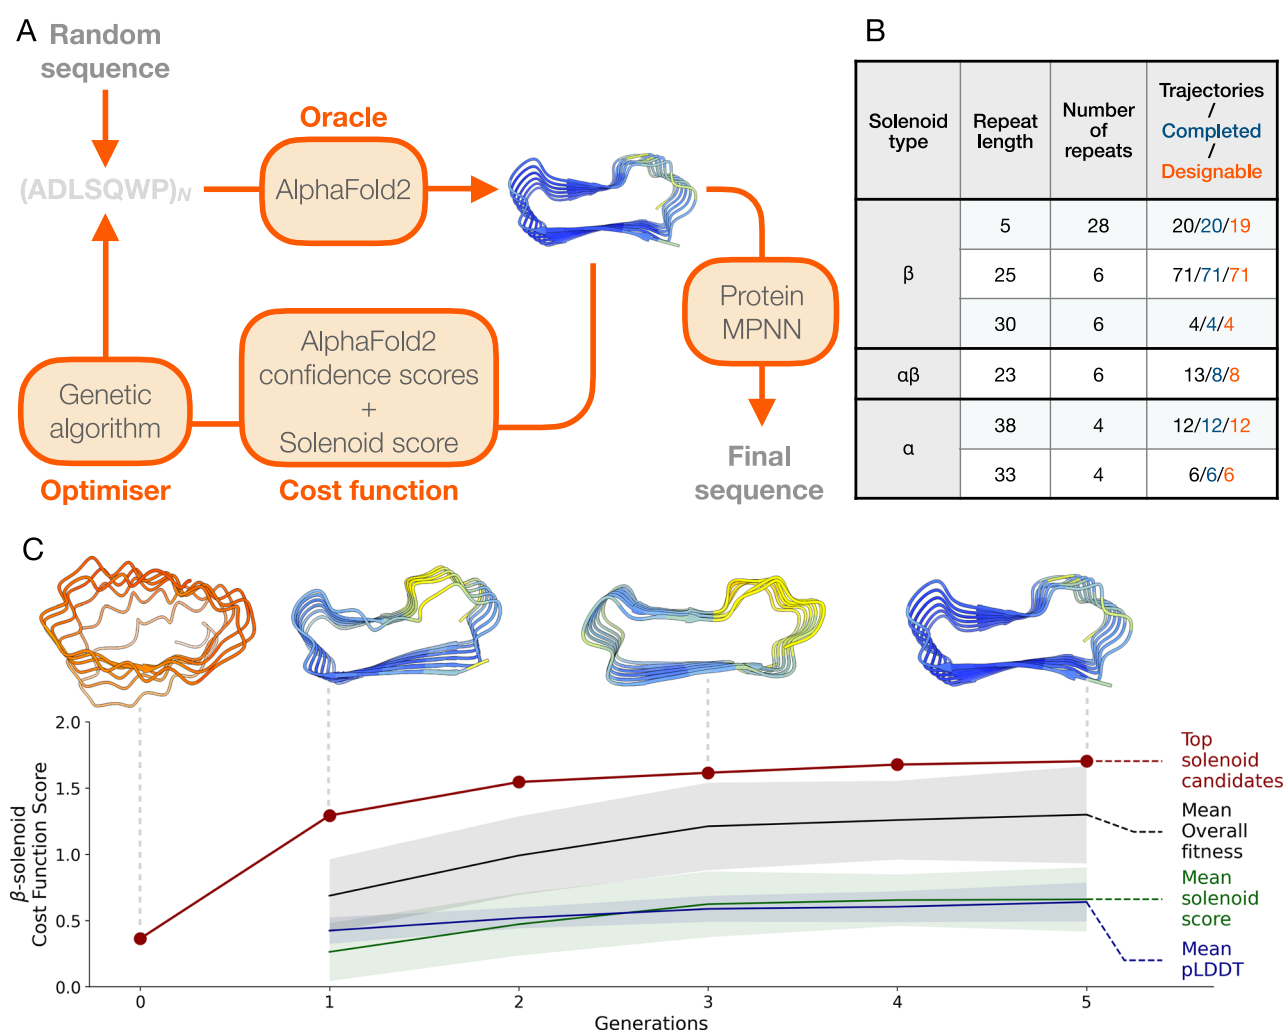 A
Random
sequence
(ADLSQWP)N
Oracle
AlphaFold2
Protein
MPNN
Final
sequence
AlphaFold2
confidence scores
+
Solenoid score
Cost function
Genetic
algorithm
Optimiser
B
Solenoid type Repeat length Number of repeats Trajectories / Completed / Designable
β 5 28 20/20/19
25 6 71/71/71
30 6 4/4/4
αβ 23 6 13/8/8
α 38 4 12/12/12
33 4 6/6/6
C
β-solenoid
Cost Function Score
2.0
1.5
1.0
0.5
0.0
0 1 2 3 4 5
Generations
Top
solenoid
candidates
Mean
Overall
fitness
Mean
solenoid
score
Mean
pLDDT